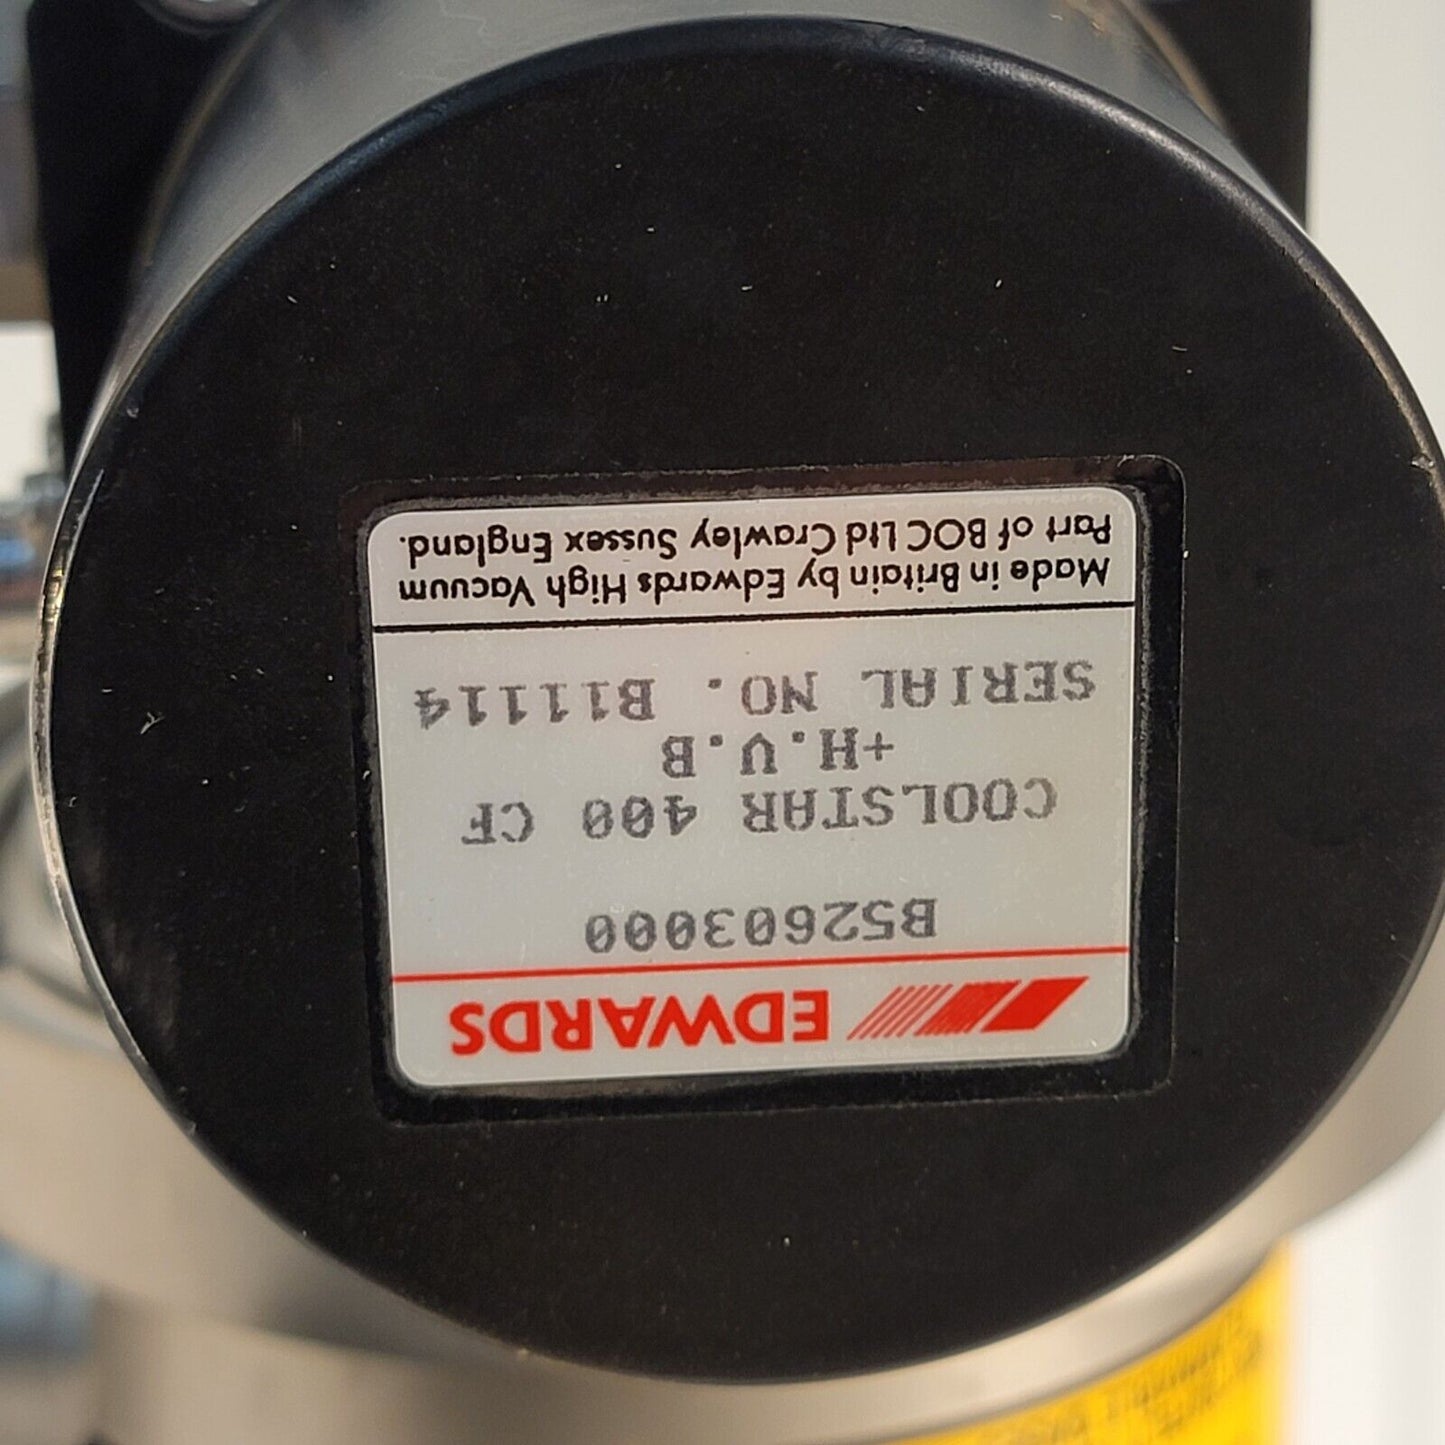 EDWARDS
B52603000
COOLSTAR 400 CF
+H.V.B
SERIAL NO. B11114
Made in Britain by Edwards High Vacuum
Part of BOC Ltd Crawley Sussex England.